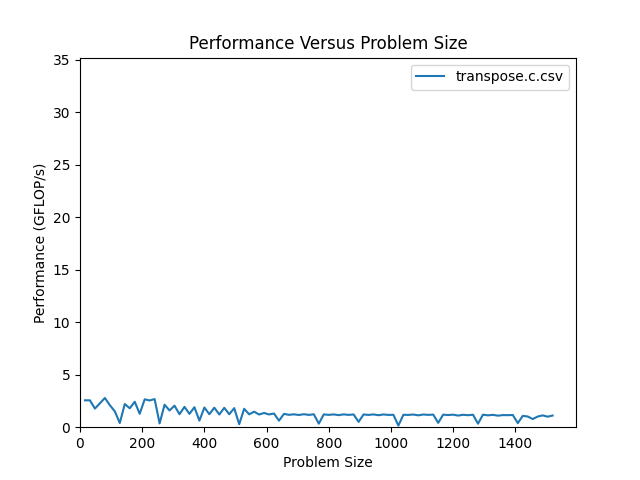 Performance Versus Problem Size
transpose.c.csv
Performance (GFLOP/s)
35
30
25
20
15
10
5
0
0 200 400 600 800 1000 1200 1400
Problem Size